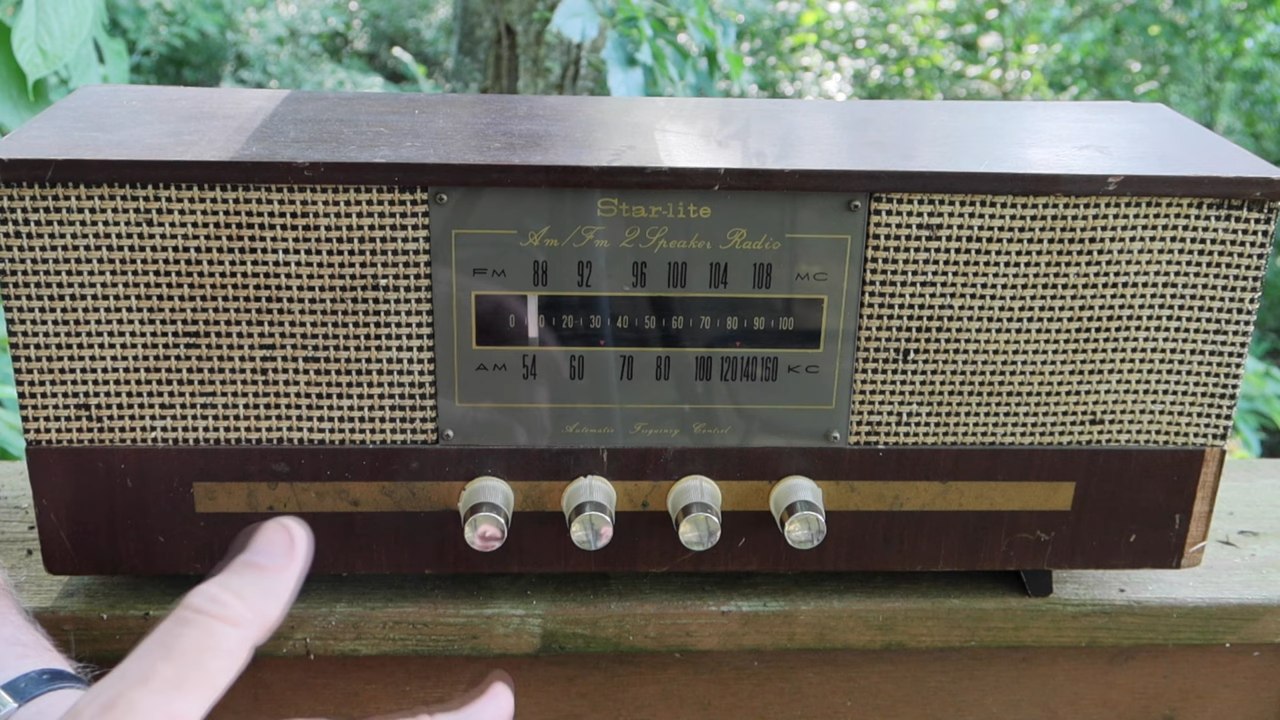 Star-lite
Am/Fm 2 Speaker Radio
FM 88 92 96 100 104 108 MC
0 20 30 40 50 60 70 80 90 100
AM 54 60 70 80 100 120 140 160 KC
Automatic Frequency Control